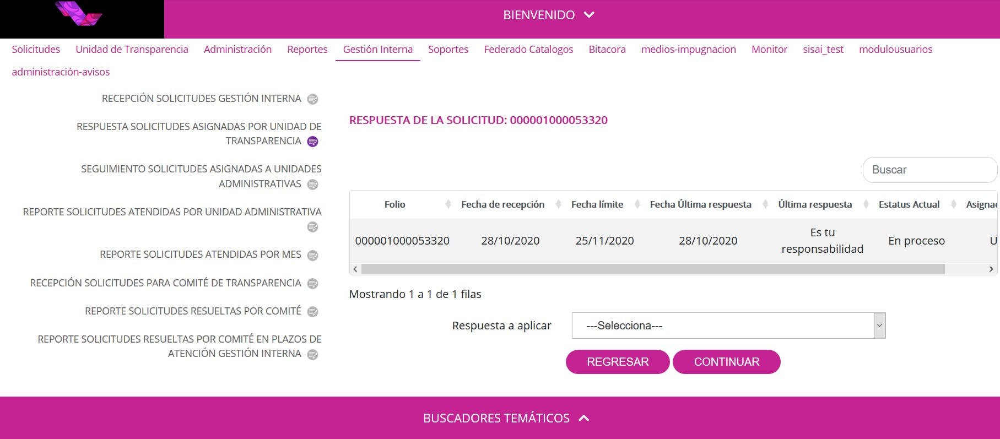 BIENVENIDO
Solicitudes Unidad de Transparencia Administración Reportes Gestión Interna Soportes Federado Catalogos Bitacora medios-impugnacion Monitor sisai_test modulousuarios
administración-avisos
RECEPCIÓN SOLICITUDES GESTIÓN INTERNA
RESPUESTA SOLICITUDES ASIGNADAS POR UNIDAD DE
TRANSPARENCIA
SEGUIMIENTO SOLICITUDES ASIGNADAS A UNIDADES
ADMINISTRATIVAS
REPORTE SOLICITUDES ATENDIDAS POR UNIDAD ADMINISTRATIVA
REPORTE SOLICITUDES ATENDIDAS POR MES
RECEPCIÓN SOLICITUDES PARA COMITÉ DE TRANSPARENCIA
REPORTE SOLICITUDES RESUELTAS POR COMITÉ
REPORTE SOLICITUDES RESUELTAS POR COMITÉ EN PLAZOS DE
ATENCIÓN GESTIÓN INTERNA
RESPUESTA DE LA SOLICITUD: 000001000053320
Buscar
Folio Fecha de recepción Fecha límite Fecha Última respuesta Última respuesta Estatus Actual Asignad
000001000053320 28/10/2020 25/11/2020 28/10/2020 Es tu responsabilidad En proceso U
Mostrando 1 a 1 de 1 filas
Respuesta a aplicar ---Selecciona---
REGRESAR CONTINUAR
BUSCADORES TEMÁTICOS